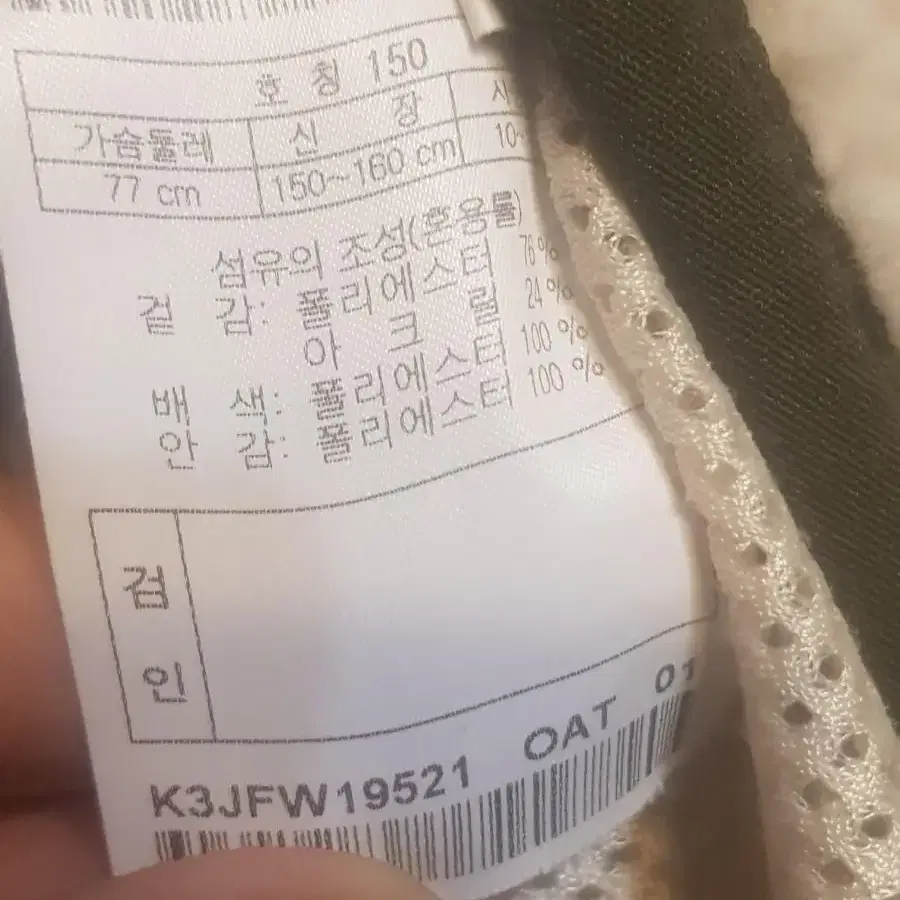 호 칭 150
가슴둘레 신 장
77 cm 150~160 cm 10~
섬유의 조성(혼용률)
겉 감: 폴리에스터 76%
아 크 릴 24%
배 색: 폴리에스터 100 %
안 감: 폴리에스터 100 %
검
인
K3JFW19521 OAT 01